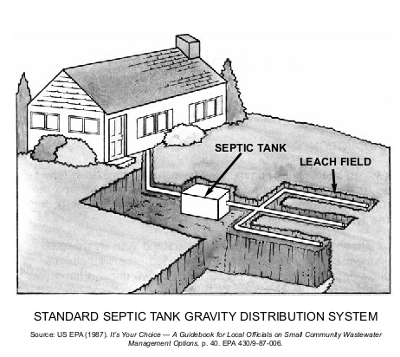 SEPTIC TANK
LEACH FIELD
STANDARD SEPTIC TANK GRAVITY DISTRIBUTION SYSTEM
Source: US EPA (1987). It's Your Choice — A Guidebook for Local Officials on Small Community Wastewater
Management Options, p. 40. EPA 430/9-87-006.